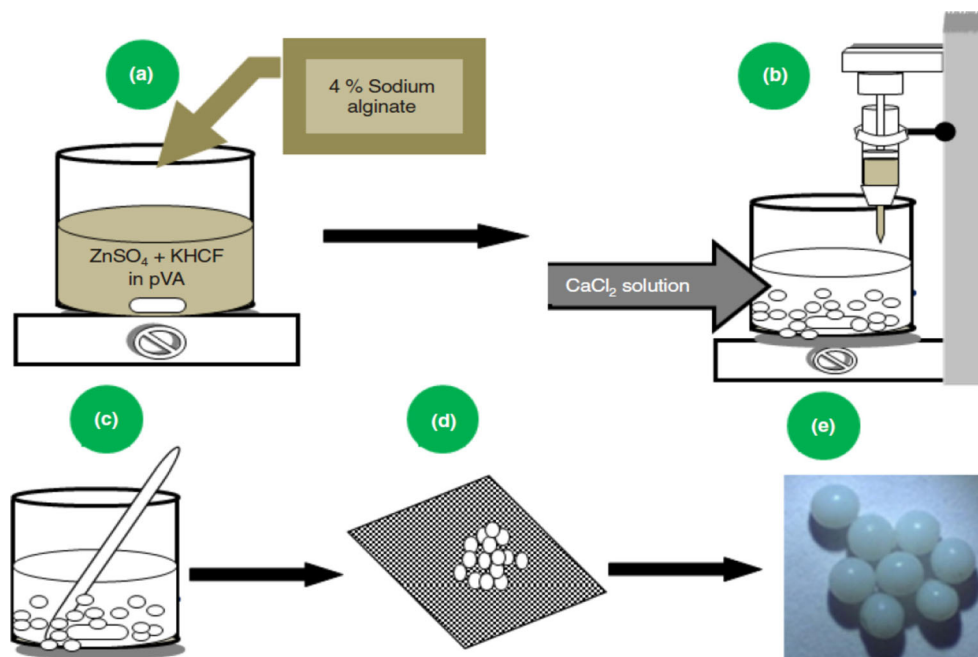 (a)
4 % Sodium
alginate
ZnSO₄ + KHCF
in pVA
(b)
CaCl₂ solution
(c)
(d)
(e)